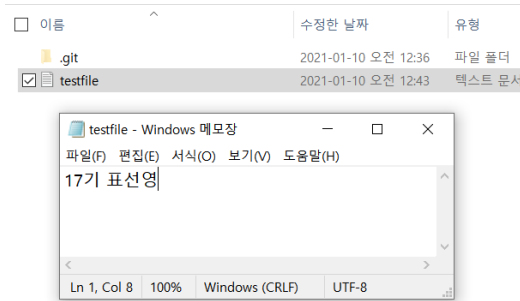 이름 수정한 날짜 유형
.git 2021-01-10 오전 12:36 파일 폴더
testfile 2021-01-10 오전 12:43 텍스트 문서
testfile - Windows 메모장
파일(F) 편집(E) 서식(O) 보기(V) 도움말(H)
17기 표선영
Ln 1, Col 8 100% Windows (CRLF) UTF-8